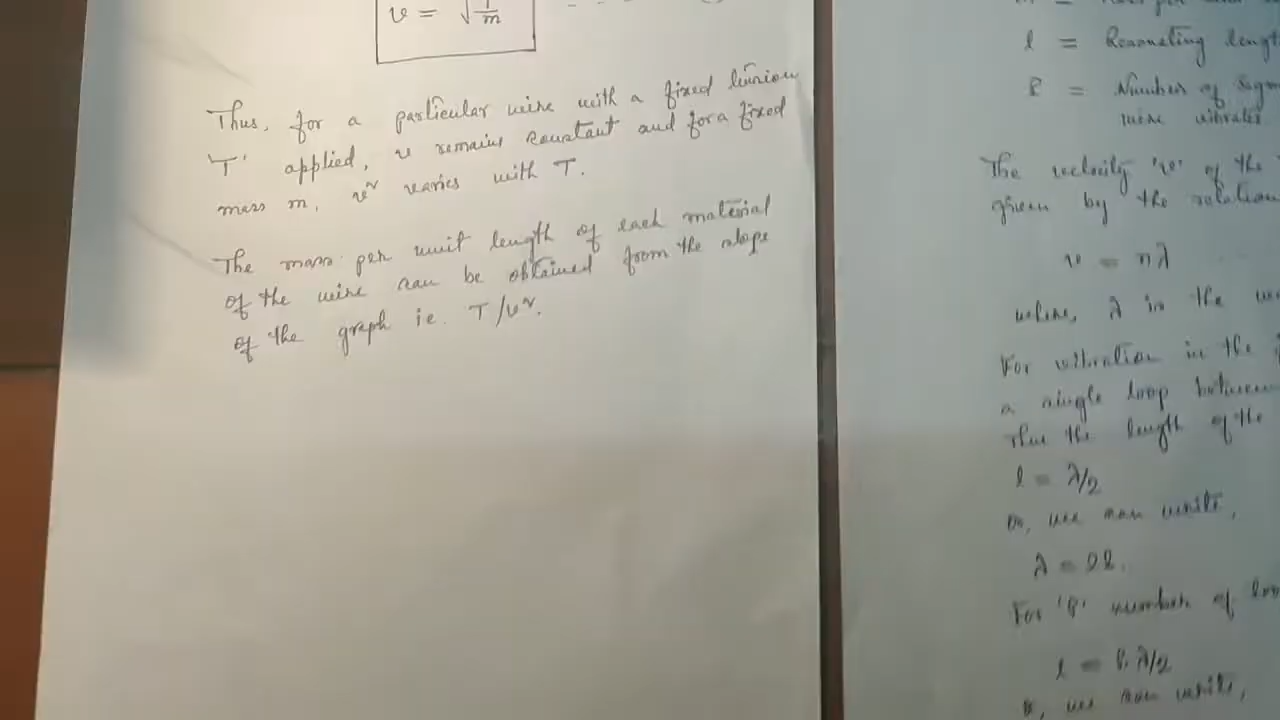 v = √T/m
Thus, for a particular wire with a fixed tension
'T' applied, v remains constant and for a fixed
mass m, v² varies with T.
The mass per unit length of each material
of the wire can be obtained from the slope
of the graph ie. T/v².
l = Resonating length
P = Number of
wire vibrates
The velocity 'v' of the
given by the relation
v = nλ
where, λ is the
For vibration in the
a single loop between
Thus the length of the
l = λ/2
or, we can write,
λ = 2l.
For 'P' number of
l = P. λ/2
or, we can write,